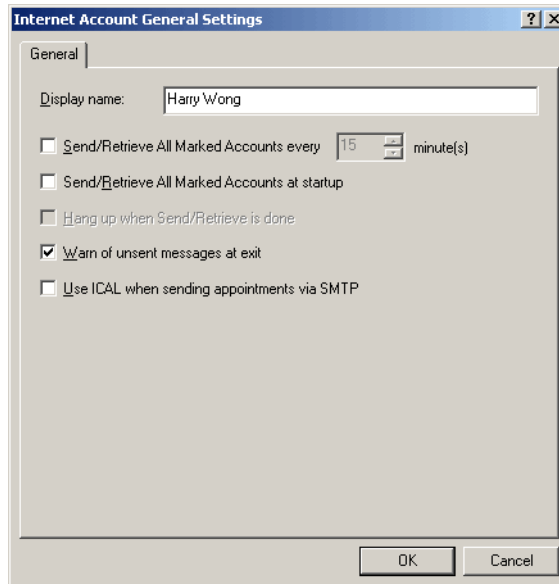 Internet Account General Settings
General
Display name: Harry Wong
Send/Retrieve All Marked Accounts every 15 minute(s)
Send/Retrieve All Marked Accounts at startup
Hang up when Send/Retrieve is done
Warn of unsent messages at exit
Use ICAL when sending appointments via SMTP
OK Cancel